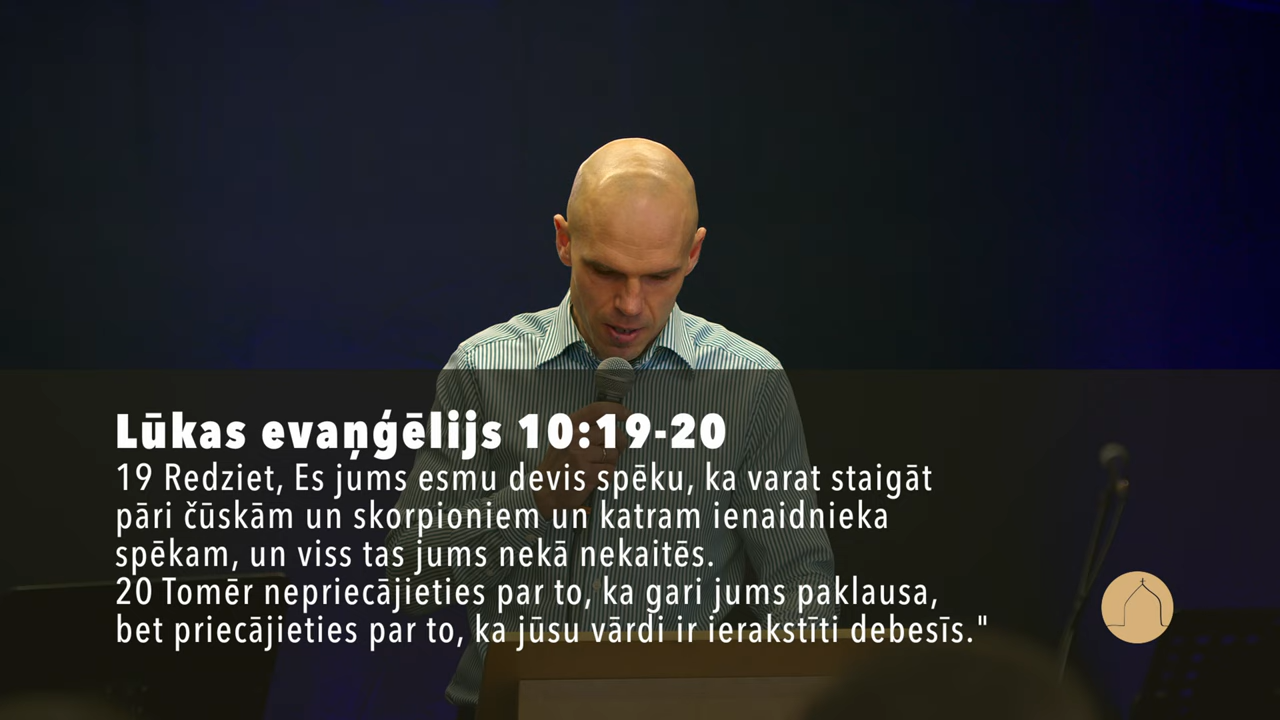 Lūkas evaņģēlijs 10:19-20
19 Redziet, Es jums esmu devis spēku, ka varat staigāt
pāri čūskām un skorpioniem un katram ienaidnieka
spēkam, un viss tas jums nekā nekaitēs.
20 Tomēr nepriecājieties par to, ka gari jums paklausa,
bet priecājieties par to, ka jūsu vārdi ir ierakstīti debesīs."